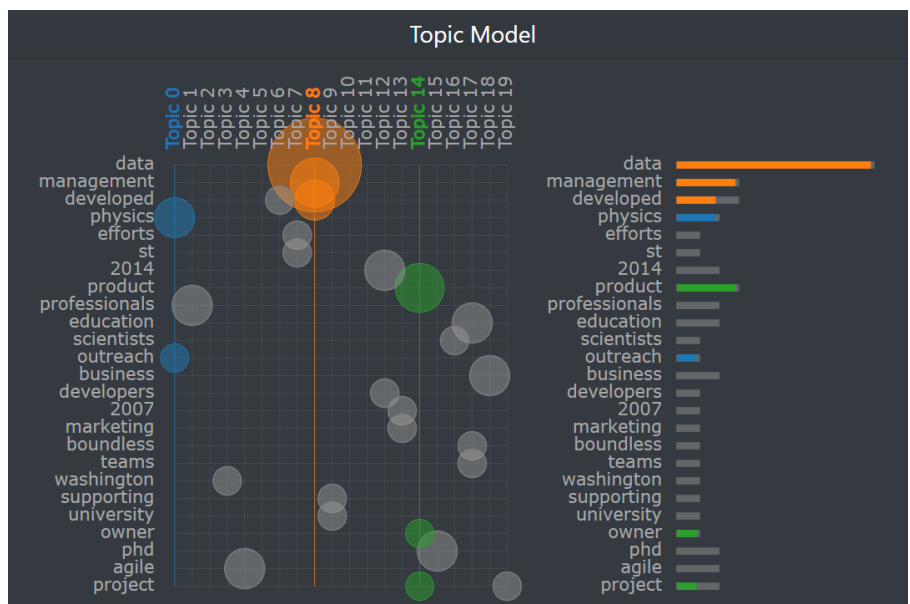 Topic Model
Topic 0
Topic 1
Topic 2
Topic 3
Topic 4
Topic 5
Topic 6
Topic 7
Topic 8
Topic 9
Topic 10
Topic 11
Topic 12
Topic 13
Topic 14
Topic 15
Topic 16
Topic 17
Topic 18
Topic 19
data
management
developed
physics
efforts
st
2014
product
professionals
education
scientists
outreach
business
developers
2007
marketing
boundless
teams
washington
supporting
university
owner
phd
agile
project
data
management
developed
physics
efforts
st
2014
product
professionals
education
scientists
outreach
business
developers
2007
marketing
boundless
teams
washington
supporting
university
owner
phd
agile
project